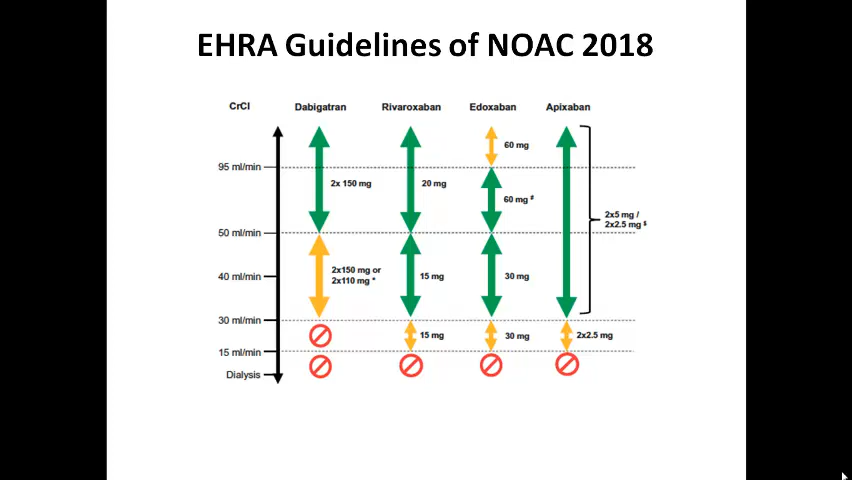 EHRA Guidelines of NOAC 2018
CrCl Dabigatran Rivaroxaban Edoxaban Apixaban
60 mg
95 ml/min
2x 150 mg 20 mg
60 mg #
2x5 mg /
2x2.5 mg $
50 ml/min
2x150 mg or
2x110 mg *
40 ml/min 15 mg 30 mg
30 ml/min
15 mg 30 mg 2x2.5 mg
15 ml/min
Dialysis